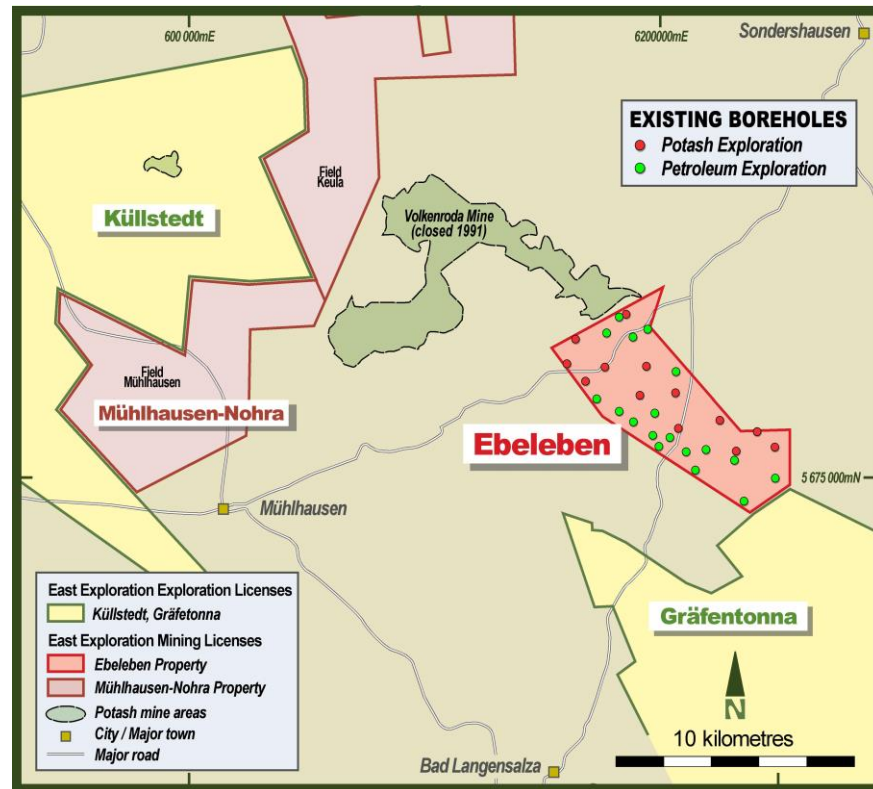 600 000mE
6200000mE
Sondershausen
EXISTING BOREHOLES
Potash Exploration
Petroleum Exploration
Field
Keula
Küllstedt
Volkenroda Mine
(closed 1991)
Field
Mühlhausen
Mühlhausen-Nohra
Ebeleben
5 675 000mN
Mühlhausen
East Exploration Exploration Licenses
Küllstedt, Gräfetonna
East Exploration Mining Licenses
Ebeleben Property
Mühlhausen-Nohra Property
Potash mine areas
City / Major town
Major road
Gräfentonna
N
10 kilometres
Bad Langensalza